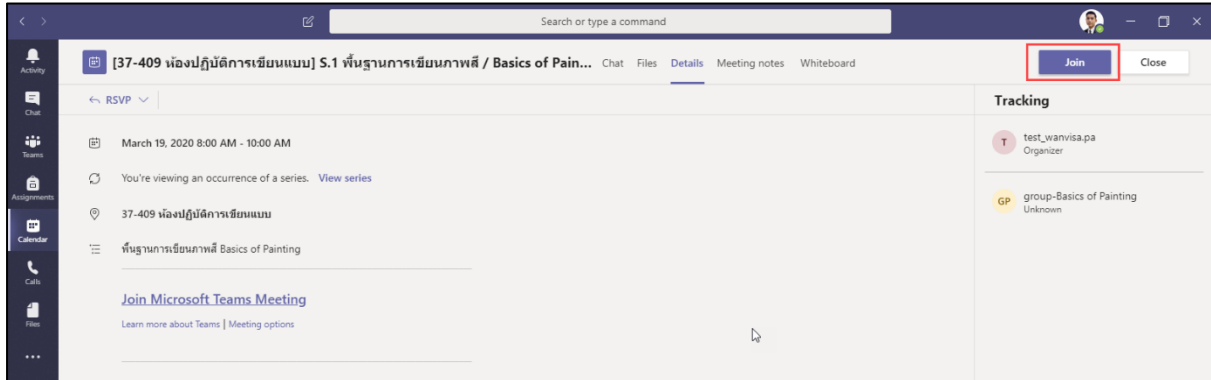 Search or type a command
Activity
[37-409 ห้องปฏิบัติการเขียนแบบ] S.1 พื้นฐานการเขียนภาพสี / Basics of Pain... Chat Files Details Meeting notes Whiteboard Join Close
Chat
RSVP
Tracking
Teams
March 19, 2020 8:00 AM - 10:00 AM
T test_wanvisa.pa
Organizer
Assignments
You're viewing an occurrence of a series. View series
GP group-Basics of Painting
Unknown
37-409 ห้องปฏิบัติการเขียนแบบ
Calendar
พื้นฐานการเขียนภาพสี Basics of Painting
Calls
Join Microsoft Teams Meeting
Files
Learn more about Teams | Meeting options